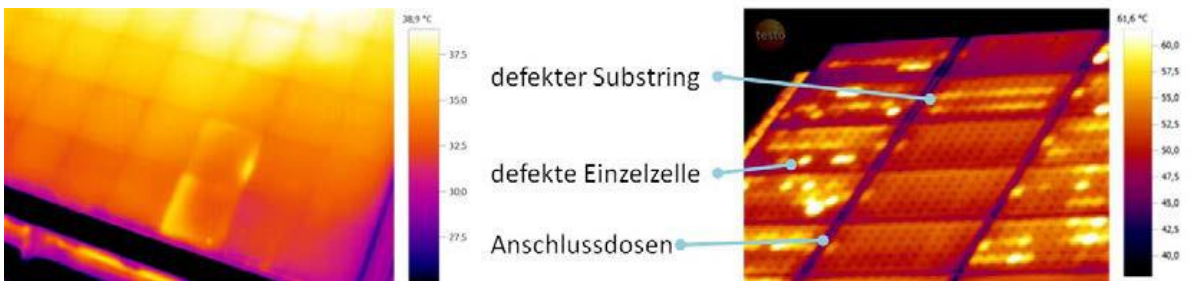 38,9 °C
37.5
35.0
32.5
30.0
27.5
defekter Substring
defekte Einzelzelle
Anschlussdosen
testo
61,6 °C
60,0
57,5
55,0
52,5
50,0
47,5
45,0
42,5
40,0